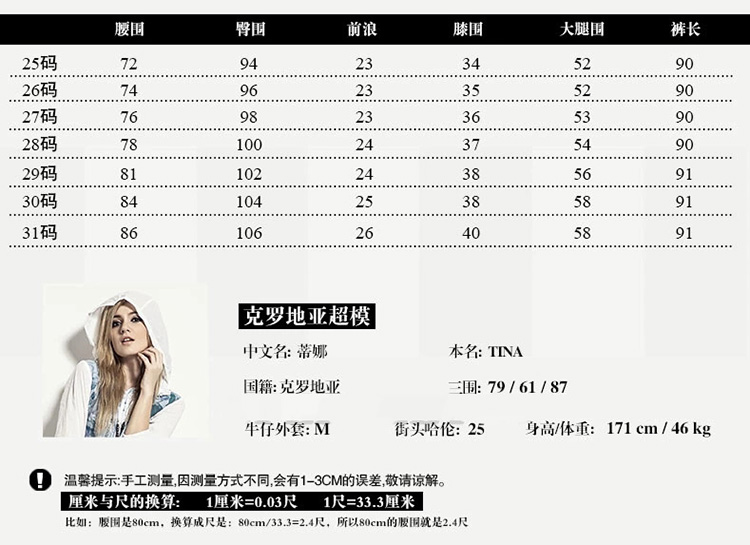 腰围 臀围 前浪 膝围 大腿围 裤长
25码 72 94 23 34 52 90
26码 74 96 23 35 52 90
27码 76 98 23 36 53 90
28码 78 100 24 37 54 90
29码 81 102 24 38 56 91
30码 84 104 25 38 58 91
31码 86 106 26 40 58 91
克罗地亚超模
中文名: 蒂娜 本名: TINA
国籍: 克罗地亚 三围: 79 / 61 / 87
牛仔外套: M 街头哈伦: 25 身高/体重: 171 cm / 46 kg
温馨提示:手工测量,因测量方式不同,会有1-3CM的误差,敬请谅解。
厘米与尺的换算: 1厘米=0.03尺 1尺=33.3厘米
比如: 腰围是80cm, 换算成尺是: 80cm/33.3=2.4尺, 所以80cm的腰围就是2.4尺